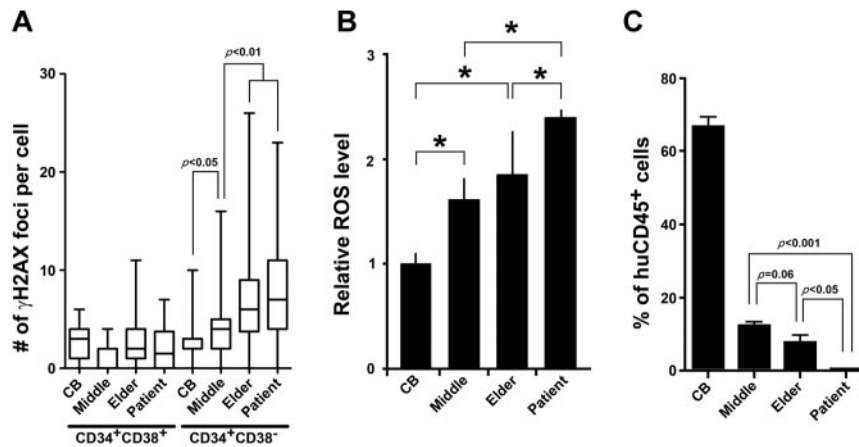 A
B
C
# of γH2AX foci per cell
30
20
10
0
p<0.05
p<0.01
CB
Middle
Elder
Patient
CB
Middle
Elder
Patient
CD34+CD38+
CD34+CD38-
Relative ROS level
3
2
1
0
*
*
*
*
CB
Middle
Elder
Patient
% of huCD45+ cells
80
60
40
20
10
0
p<0.001
p=0.06
p<0.05
CB
Middle
Elder
Patient